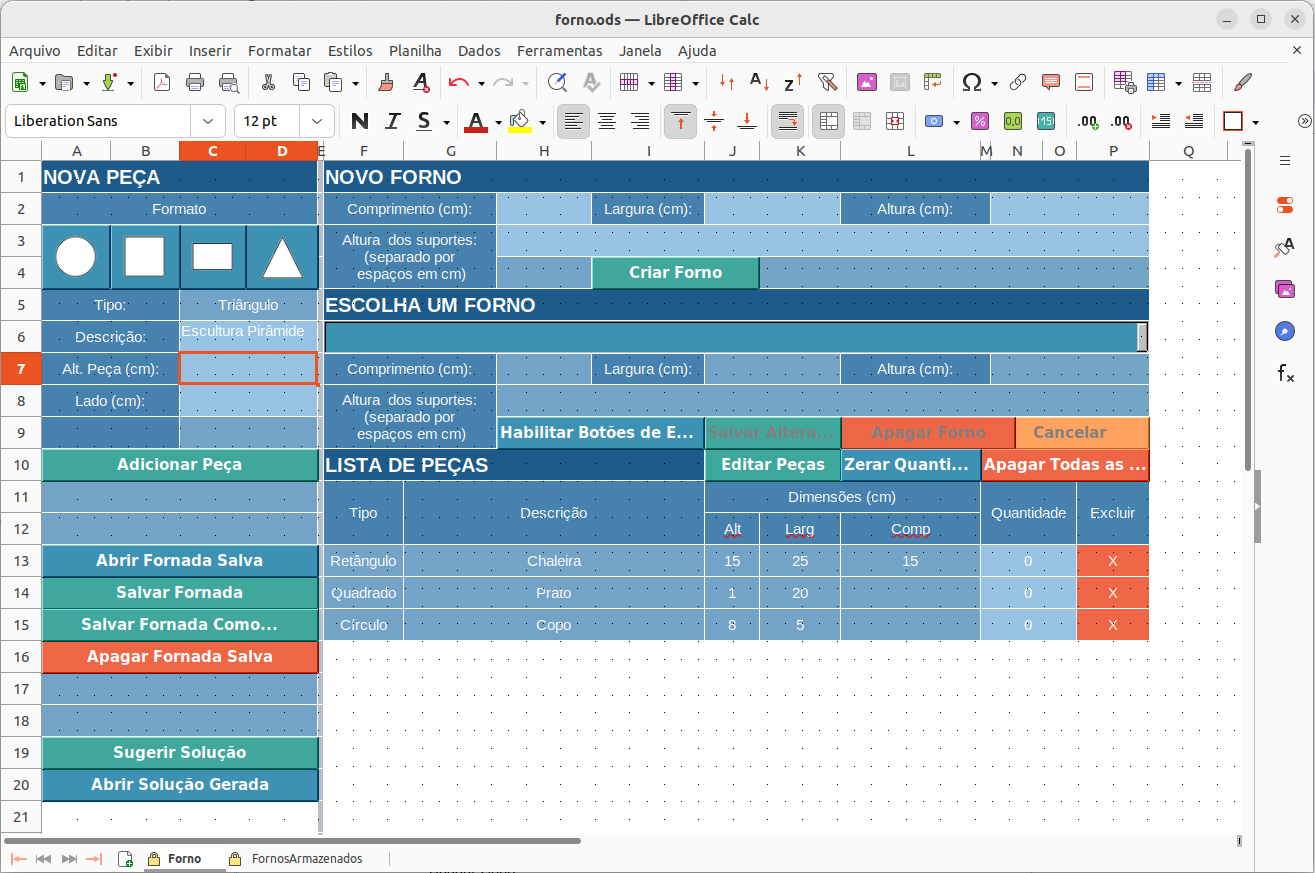 forno.ods — LibreOffice Calc
Arquivo Editar Exibir Inserir Formatar Estilos Planilha Dados Ferramentas Janela Ajuda
Liberation Sans 12 pt N I S A
A B C D E F G H I J K L M N O P Q
1 NOVA PEÇA NOVO FORNO
2 Formato Comprimento (cm): Largura (cm): Altura (cm):
3 Altura dos suportes:
(separado por
4 espaços em cm) Criar Forno
5 Tipo: Triângulo ESCOLHA UM FORNO
6 Descrição: Escultura Pirâmide
7 Alt. Peça (cm): Comprimento (cm): Largura (cm): Altura (cm):
8 Lado (cm): Altura dos suportes:
(separado por
9 espaços em cm) Habilitar Botões de E... Salvar Altera... Apagar Forno Cancelar
10 Adicionar Peça LISTA DE PEÇAS Editar Peças Zerar Quanti... Apagar Todas as ...
11 Dimensões (cm)
Tipo Descrição Quantidade Excluir
12 Alt Larg Comp
13 Abrir Fornada Salva Retângulo Chaleira 15 25 15 0 X
14 Salvar Fornada Quadrado Prato 1 20 0 X
15 Salvar Fornada Como... Círculo Copo 8 5 0 X
16 Apagar Fornada Salva
17
18
19 Sugerir Solução
20 Abrir Solução Gerada
21
Forno FornosArmazenados